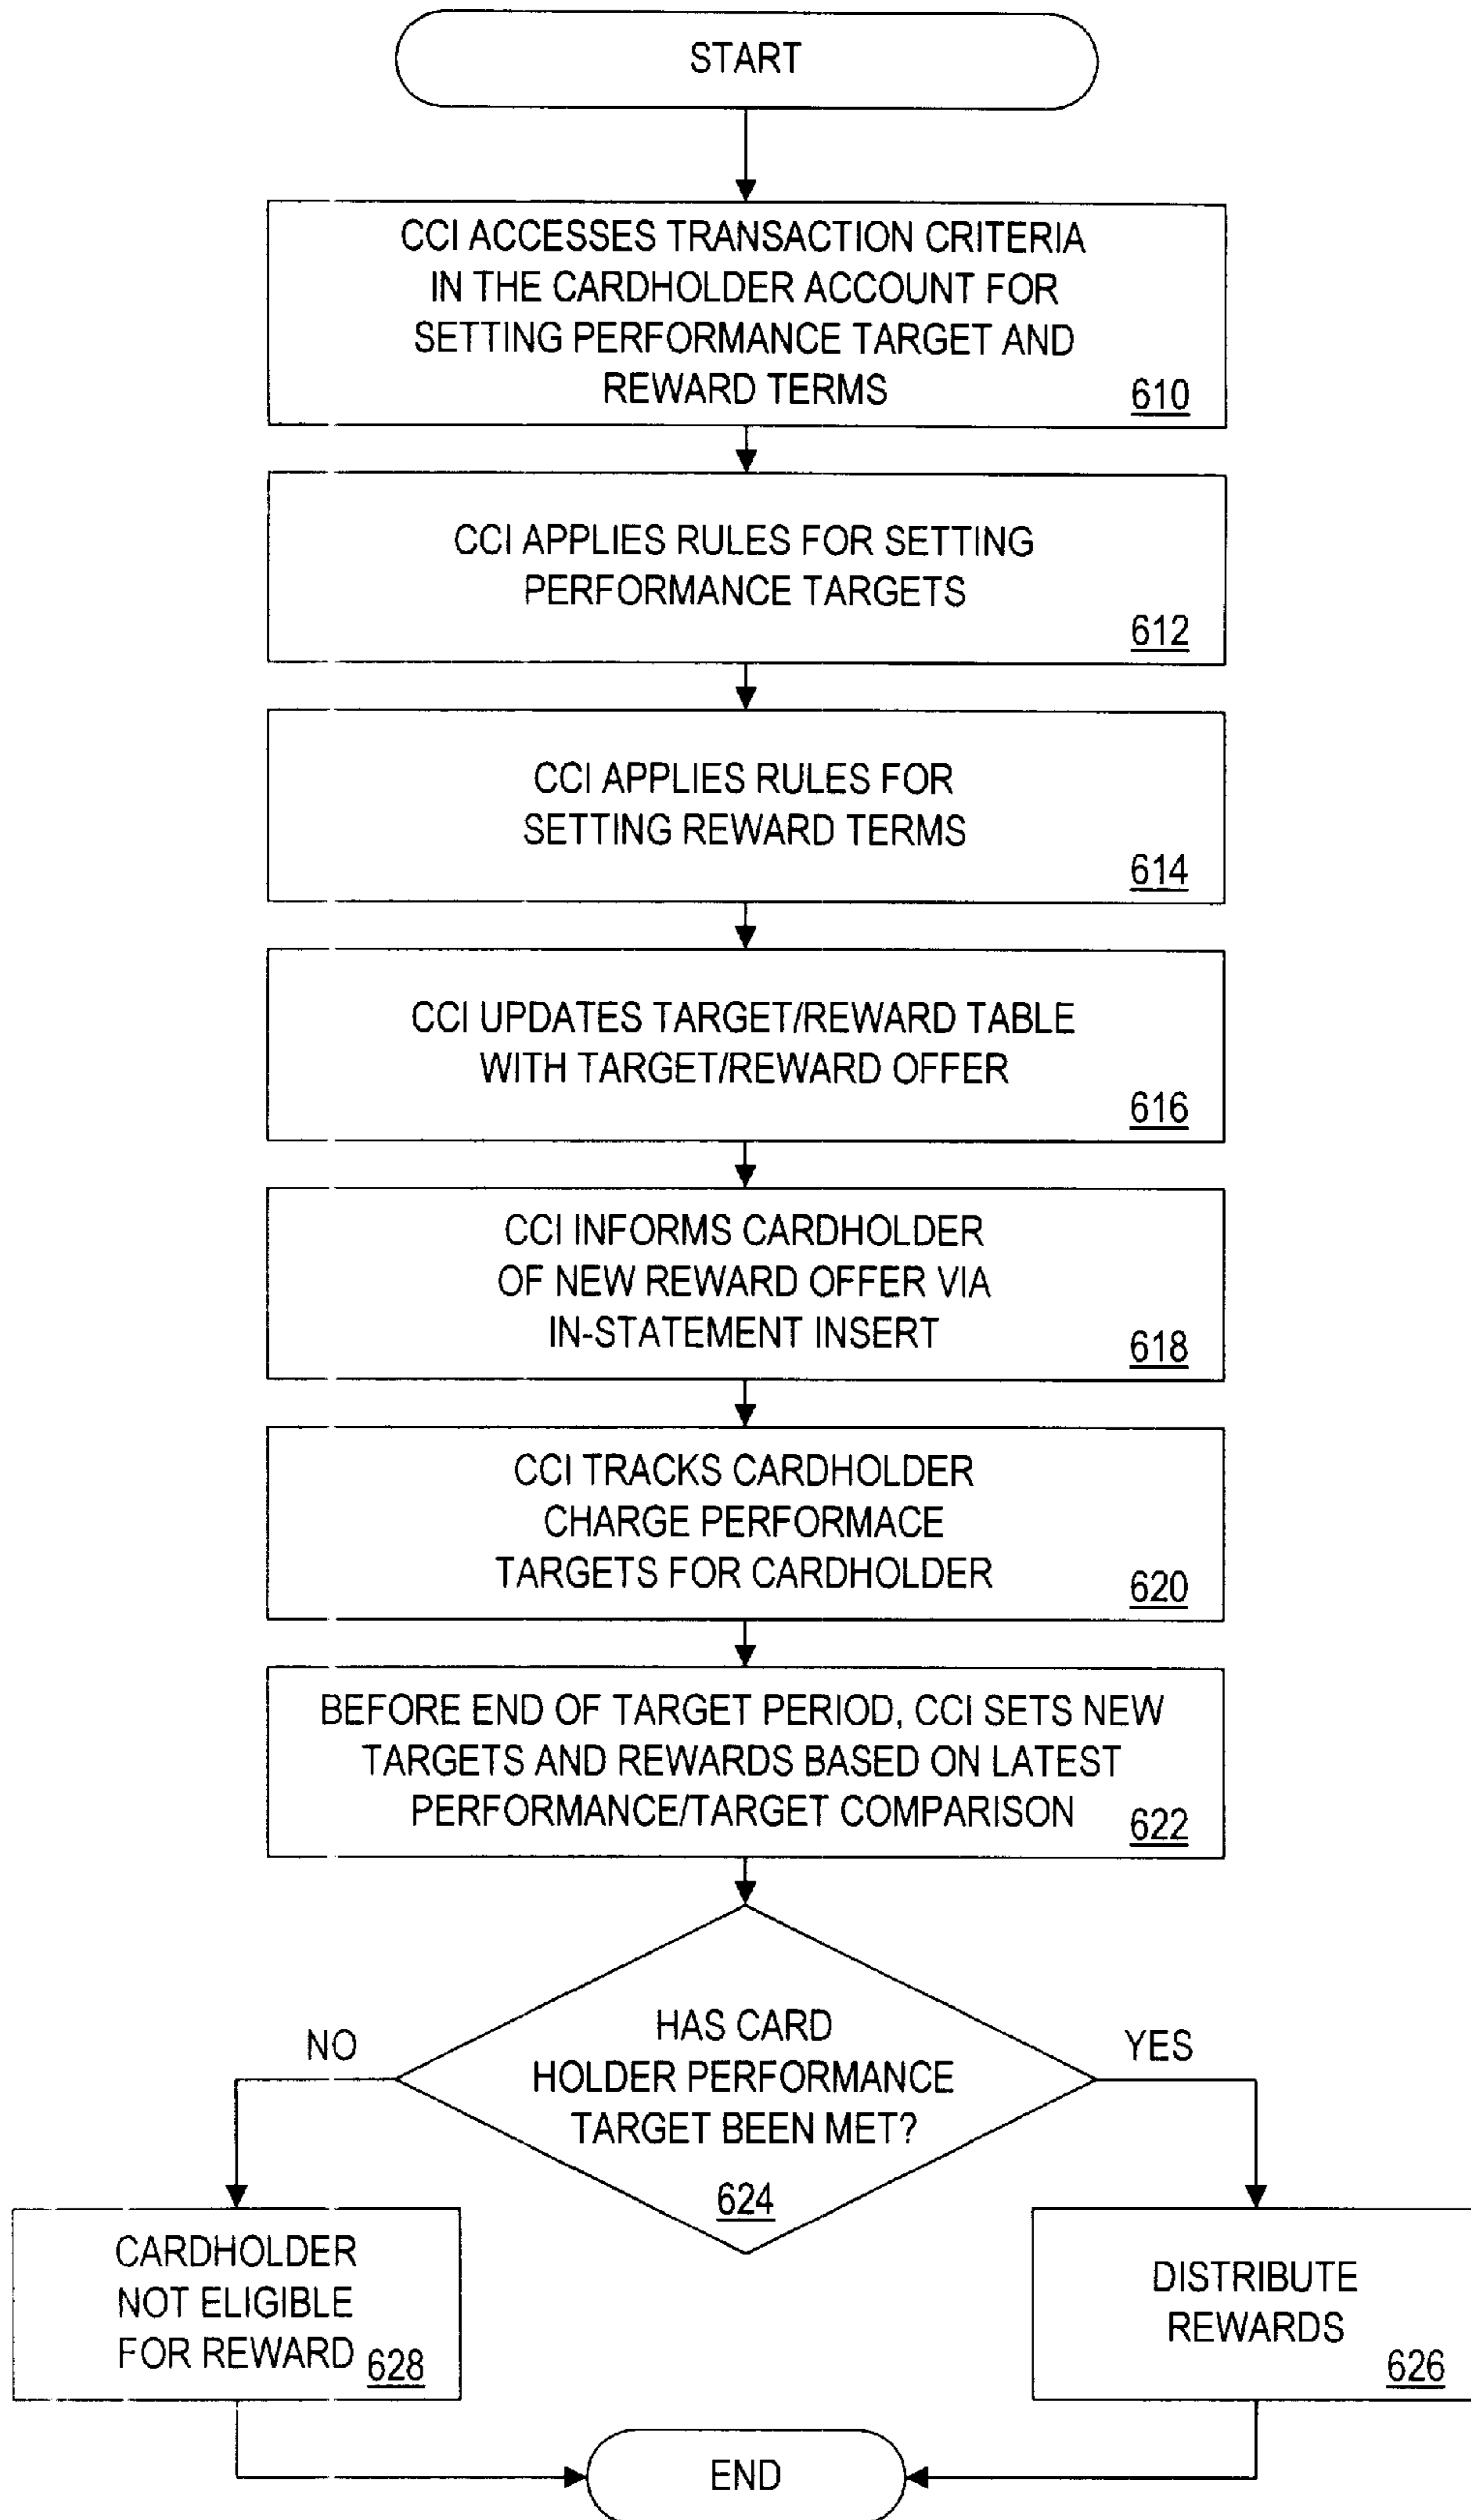 START
CCI ACCESSES TRANSACTION CRITERIA
IN THE CARDHOLDER ACCOUNT FOR
SETTING PERFORMANCE TARGET AND
REWARD TERMS
610
CCI APPLIES RULES FOR SETTING
PERFORMANCE TARGETS
612
CCI APPLIES RULES FOR
SETTING REWARD TERMS
614
CCI UPDATES TARGET/REWARD TABLE
WITH TARGET/REWARD OFFER
616
CCI INFORMS CARDHOLDER
OF NEW REWARD OFFER VIA
IN-STATEMENT INSERT
618
CCI TRACKS CARDHOLDER
CHARGE PERFORMACE
TARGETS FOR CARDHOLDER
620
BEFORE END OF TARGET PERIOD, CCI SETS NEW
TARGETS AND REWARDS BASED ON LATEST
PERFORMANCE/TARGET COMPARISON
622
HAS CARD
HOLDER PERFORMANCE
TARGET BEEN MET?
624
NO
YES
CARDHOLDER
NOT ELIGIBLE
FOR REWARD
628
DISTRIBUTE
REWARDS
626
END